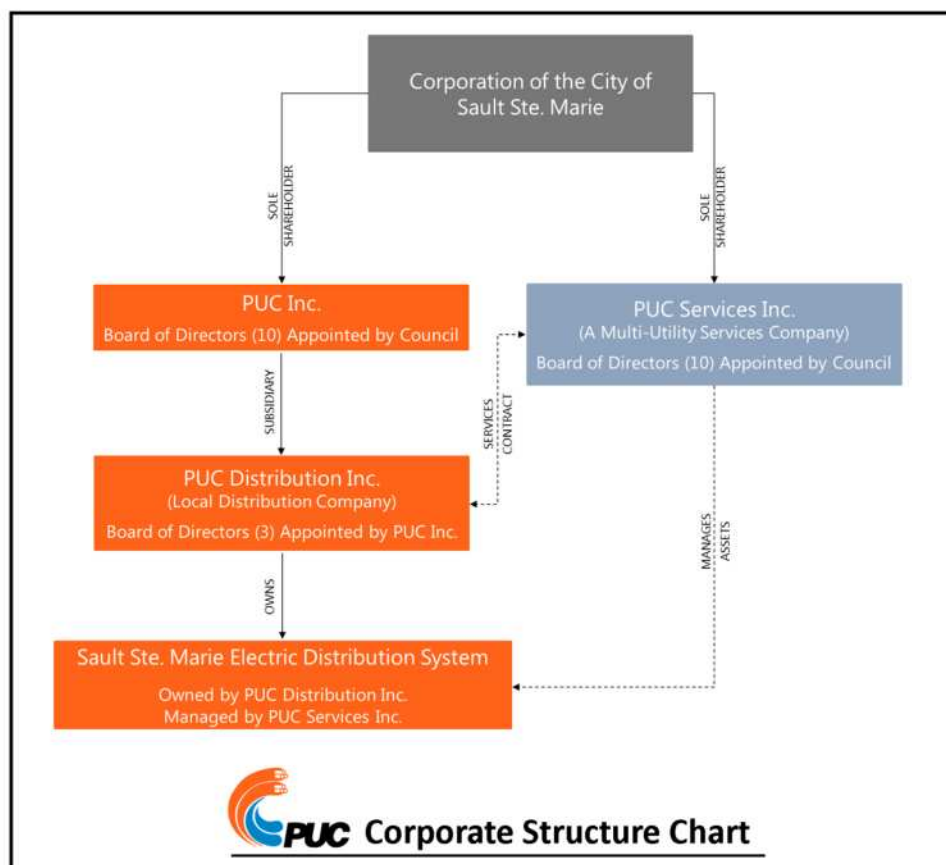 Corporation of the City of
Sault Ste. Marie
SOLE
SHAREHOLDER
SOLE
SHAREHOLDER
PUC Inc.
Board of Directors (10) Appointed by Council
PUC Services Inc.
(A Multi-Utility Services Company)
Board of Directors (10) Appointed by Council
SUBSIDIARY
SERVICES
CONTRACT
PUC Distribution Inc.
(Local Distribution Company)
Board of Directors (3) Appointed by PUC Inc.
MANAGES
ASSETS
OWNS
Sault Ste. Marie Electric Distribution System
Owned by PUC Distribution Inc.
Managed by PUC Services Inc.
PUC Corporate Structure Chart